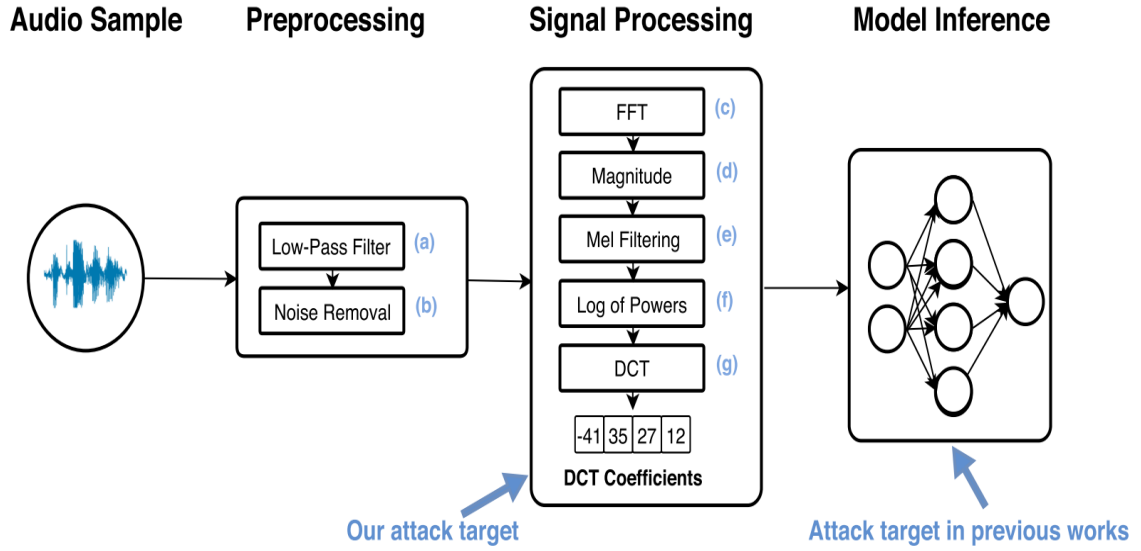 Audio Sample
Preprocessing
Signal Processing
Model Inference
Low-Pass Filter
(a)
Noise Removal
(b)
FFT
(c)
Magnitude
(d)
Mel Filtering
(e)
Log of Powers
(f)
DCT
(g)
-41 35 27 12
DCT Coefficients
Our attack target
Attack target in previous works